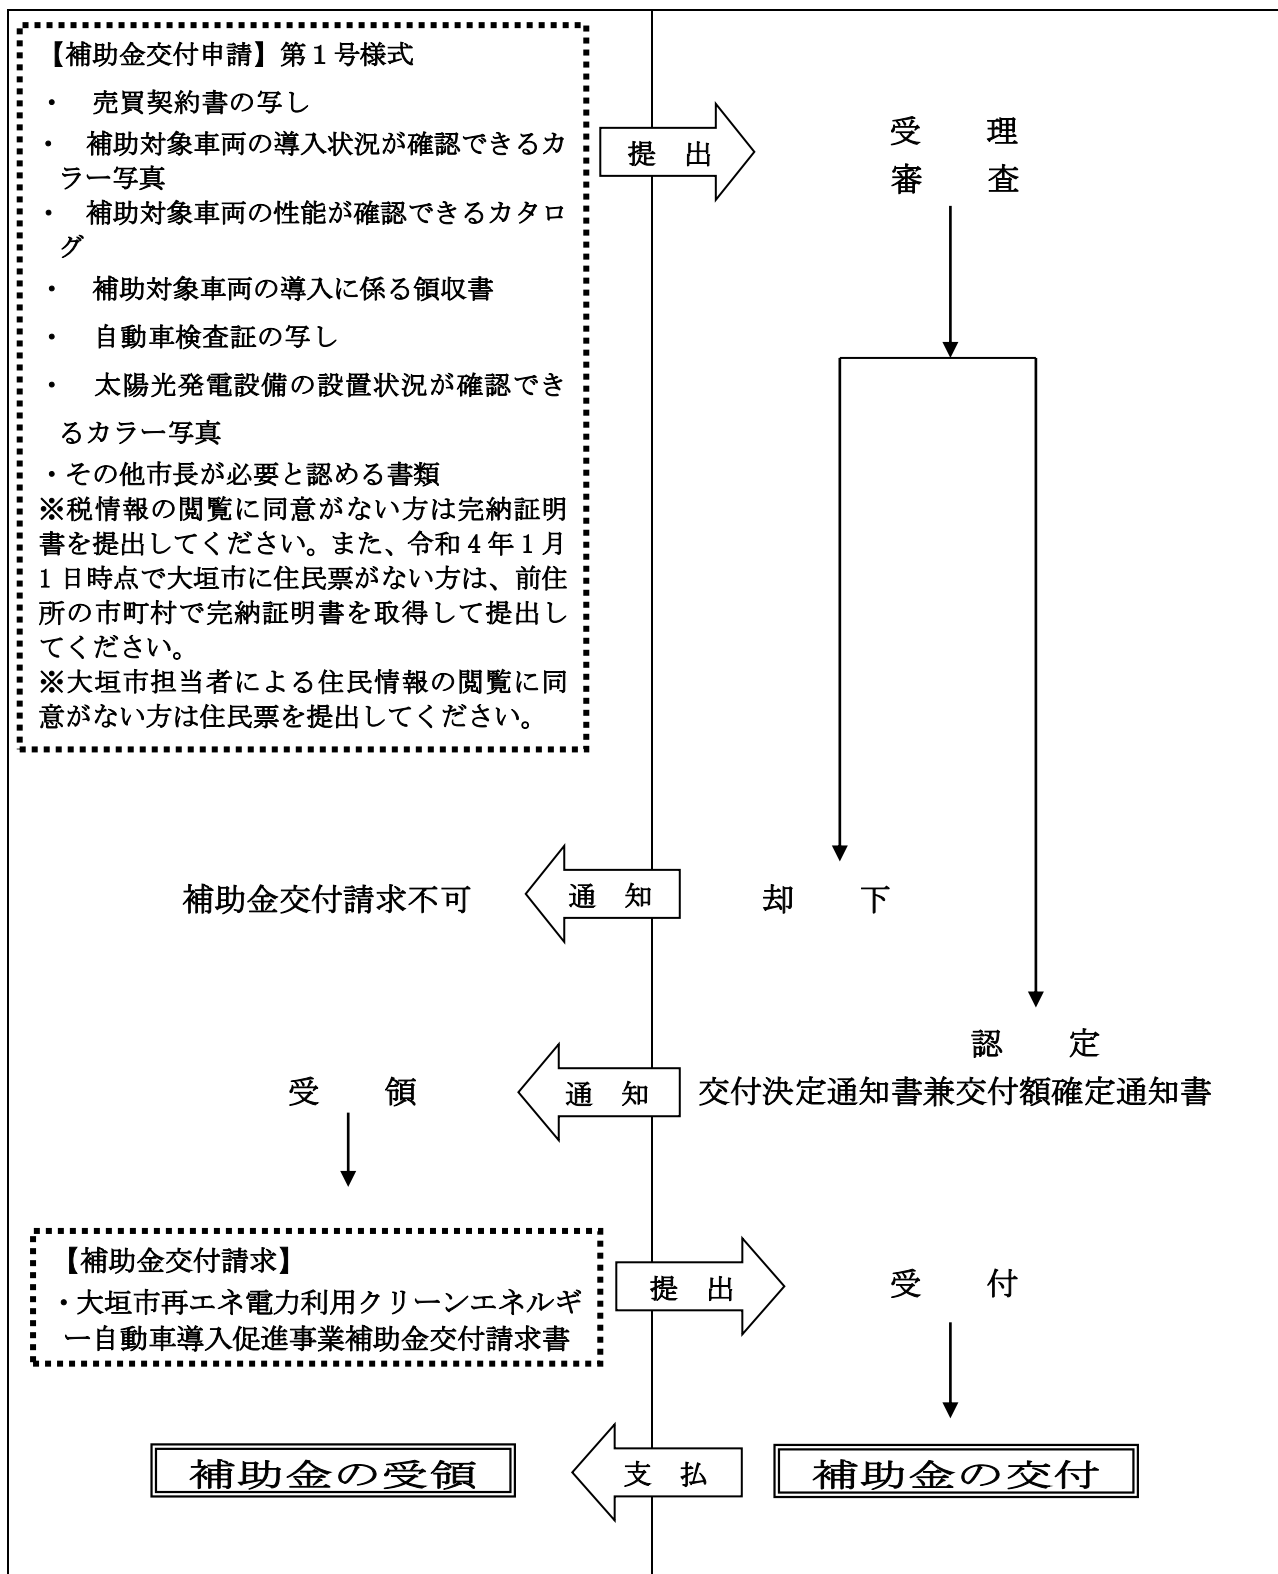 【補助金交付申請】第1号様式
・　売買契約書の写し
・　補助対象車両の導入状況が確認できるカ
ラー写真
・　補助対象車両の性能が確認できるカタロ
グ
・　補助対象車両の導入に係る領収書
・　自動車検査証の写し
・　太陽光発電設備の設置状況が確認でき
るカラー写真
・その他市長が必要と認める書類
※税情報の閲覧に同意がない方は完納証明
書を提出してください。また、令和4年1月
1日時点で大垣市に住民票がない方は、前住
所の市町村で完納証明書を取得して提出し
てください。
※大垣市担当者による住民情報の閲覧に同
意がない方は住民票を提出してください。
提　出
受　　理
審　　査
補助金交付請求不可
通　知
却　　下
認　　定
受　　領
通　知
交付決定通知書兼交付額確定通知書
【補助金交付請求】
・大垣市再エネ電力利用クリーンエネルギ
ー自動車導入促進事業補助金交付請求書
提　出
受　　付
補助金の受領
支　払
補助金の交付